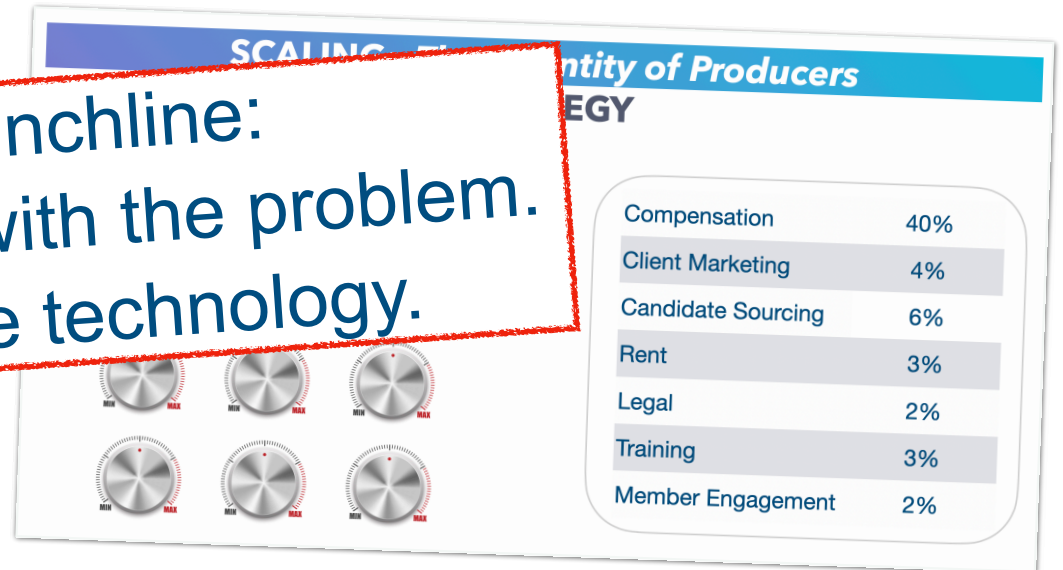 SCALING
ntity of Producers
EGY
nchline:
with the problem.
e technology.
Compensation 40%
Client Marketing 4%
Candidate Sourcing 6%
Rent 3%
Legal 2%
Training 3%
Member Engagement 2%
MIN MAX MIN MAX MIN MAX
MIN MAX MIN MAX MIN MAX